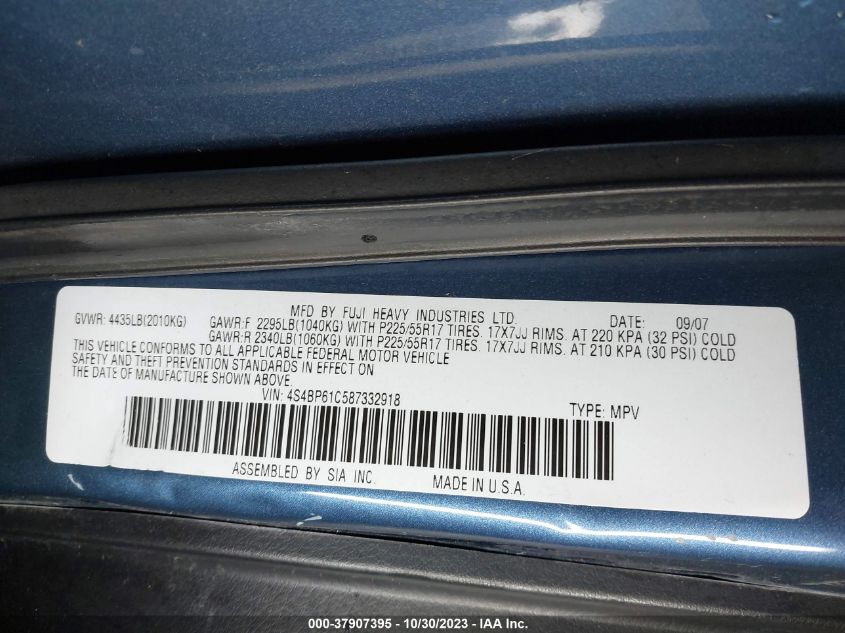 MFD BY FUJI HEAVY INDUSTRIES LTD. DATE: 09/07
GVWR: 4435LB(2010KG) GAWR:F 2295LB(1040KG) WITH P225/55R17 TIRES. 17X7JJ RIMS. AT 220 KPA (32 PSI) COLD
GAWR:R 2340LB(1060KG) WITH P225/55R17 TIRES. 17X7JJ RIMS. AT 210 KPA (30 PSI) COLD
THIS VEHICLE CONFORMS TO ALL APPLICABLE FEDERAL MOTOR VEHICLE
SAFETY AND THEFT PREVENTION STANDARDS IN EFFECT ON
THE DATE OF MANUFACTURE SHOWN ABOVE.
VIN: 4S4BP61C587332918 TYPE: MPV
ASSEMBLED BY SIA INC. MADE IN U.S.A.
000-37907395 - 10/30/2023 - IAAI.COM